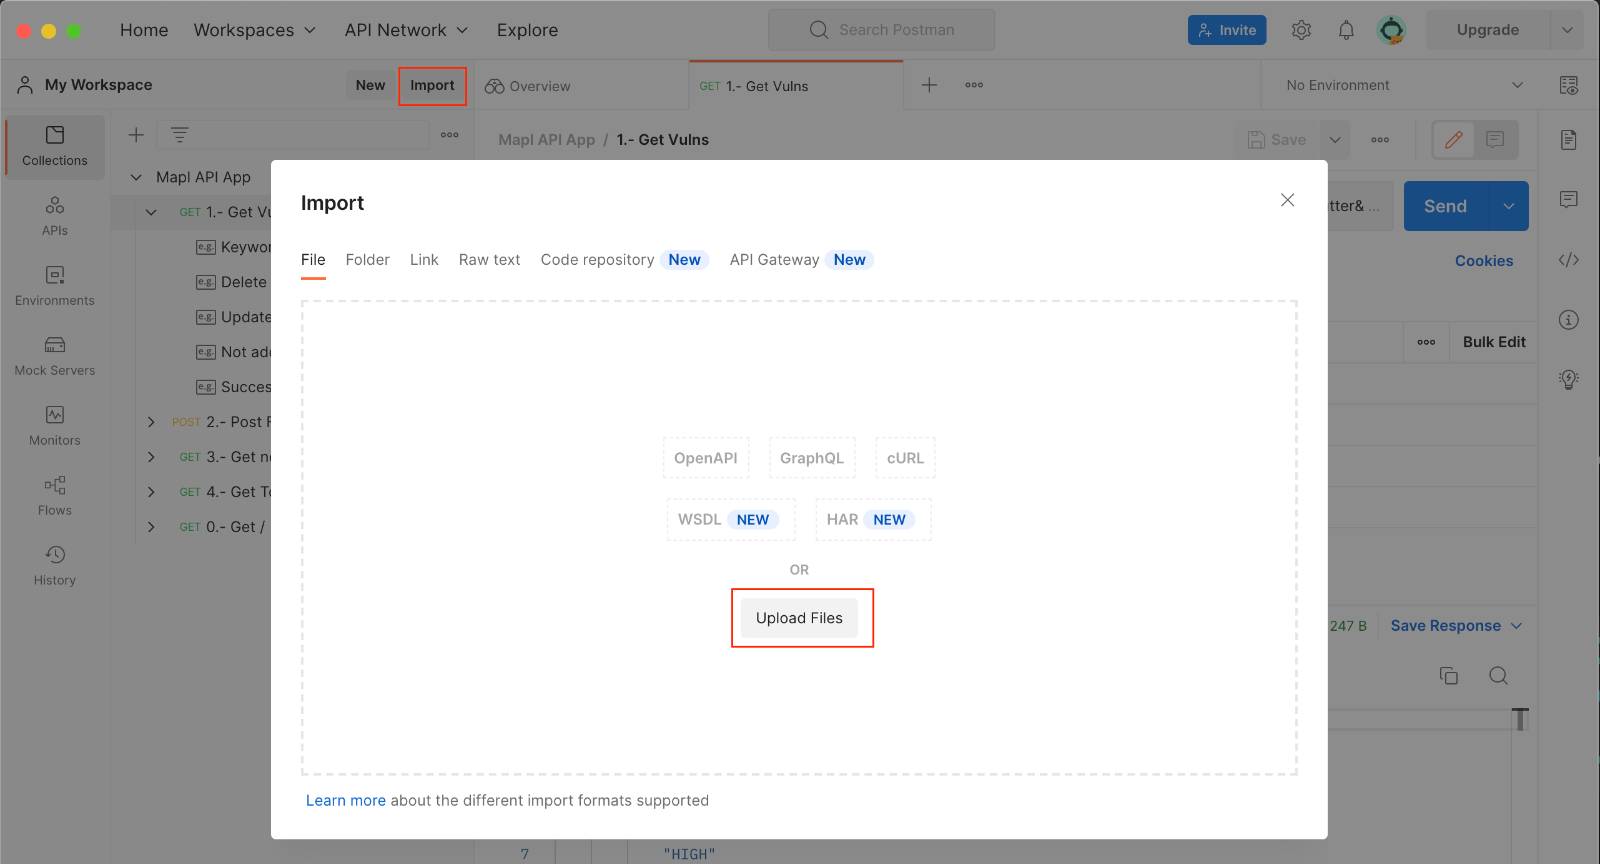 Home Workspaces API Network Explore Search Postman Invite Upgrade
My Workspace New Import Overview GET 1.- Get Vulns No Environment
Collections
APIs
Environments
Mock Servers
Monitors
Flows
History
Mapl API App
GET 1.- Get
e.g.
e.g. Delete
e.g. Update
e.g. Not
e.g.
POST 2.- Post
GET 3.- Get
GET 4.- Get
GET 0.- Get /
Mapl API App / 1.- Get Vulns Save
Send
Cookies
Bulk Edit
247 B Save Response
Import
File Folder Link Raw text Code repository New API Gateway New
OpenAPI GraphQL cURL
WSDL NEW HAR NEW
OR
Upload Files
Learn more about the different import formats supported
7 "HIGH"